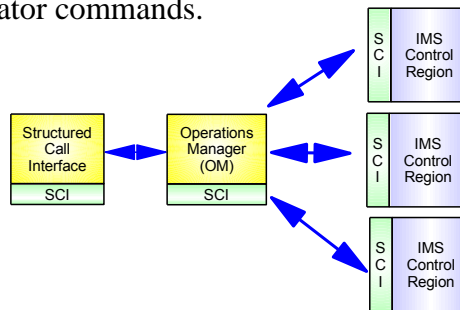 ator commands.
S
C
I
IMS
Control
Region
Structured
Call
Interface
SCI
Operations
Manager
(OM)
SCI
S
C
I
IMS
Control
Region
S
C
I
IMS
Control
Region